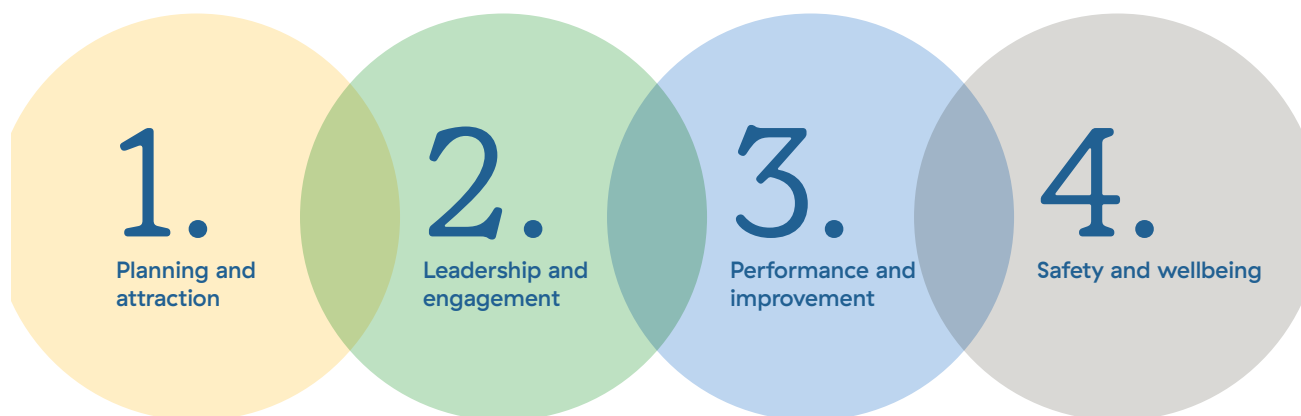 1.
Planning and
attraction
2.
Leadership and
engagement
3.
Performance and
improvement
4.
Safety and wellbeing